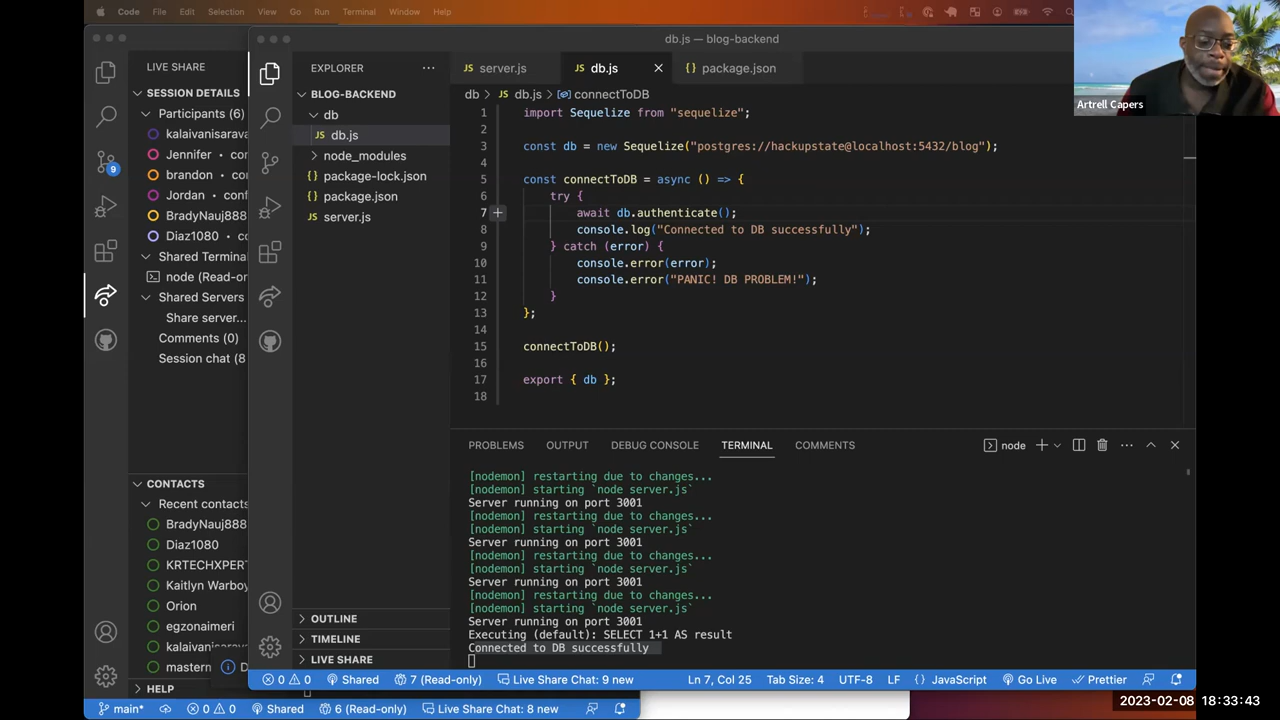 Code File Edit Selection View Go Run Terminal Window Help
db.js — blog-backend
Artrell Capers
LIVE SHARE
SESSION DETAILS
Participants (6)
kalaivanisarava
Jennifer • con
brandon • con
Jordan • conf
BradyNauj888
Diaz1080 • co
Shared Termina
node (Read-o
Shared Servers
Share server...
Comments (0)
Session chat (8
CONTACTS
Recent contacts
BradyNauj888
Diaz1080
KRTECHXPERT
Kaitlyn Warboy
Orion
egzonaimeri
kalaivanisarava
masterm
D
HELP
EXPLORER ...
BLOG-BACKEND
db
JS db.js
node_modules
package-lock.json
package.json
JS server.js
OUTLINE
TIMELINE
LIVE SHARE
JS server.js JS db.js {} package.json
db > JS db.js > connectToDB
1 import Sequelize from "sequelize";
2
3 const db = new Sequelize("postgres://hackupstate@localhost:5432/blog");
4
5 const connectToDB = async () => {
6 try {
7 await db.authenticate();
8 console.log("Connected to DB successfully");
9 } catch (error) {
10 console.error(error);
11 console.error("PANIC! DB PROBLEM!");
12 }
13 };
14
15 connectToDB();
16
17 export { db };
18
PROBLEMS OUTPUT DEBUG CONSOLE TERMINAL COMMENTS node
[nodemon] restarting due to changes...
[nodemon] starting `node server.js`
Server running on port 3001
[nodemon] restarting due to changes...
[nodemon] starting `node server.js`
Server running on port 3001
[nodemon] restarting due to changes...
[nodemon] starting `node server.js`
Server running on port 3001
[nodemon] restarting due to changes...
[nodemon] starting `node server.js`
Server running on port 3001
Executing (default): SELECT 1+1 AS result
Connected to DB successfully
0 0 Shared 7 (Read-only) Live Share Chat: 9 new Ln 7, Col 25 Tab Size: 4 UTF-8 LF {} JavaScript Go Live Prettier
main* 0 0 Shared 6 (Read-only) Live Share Chat: 8 new
9
2023-02-08 18:33:43